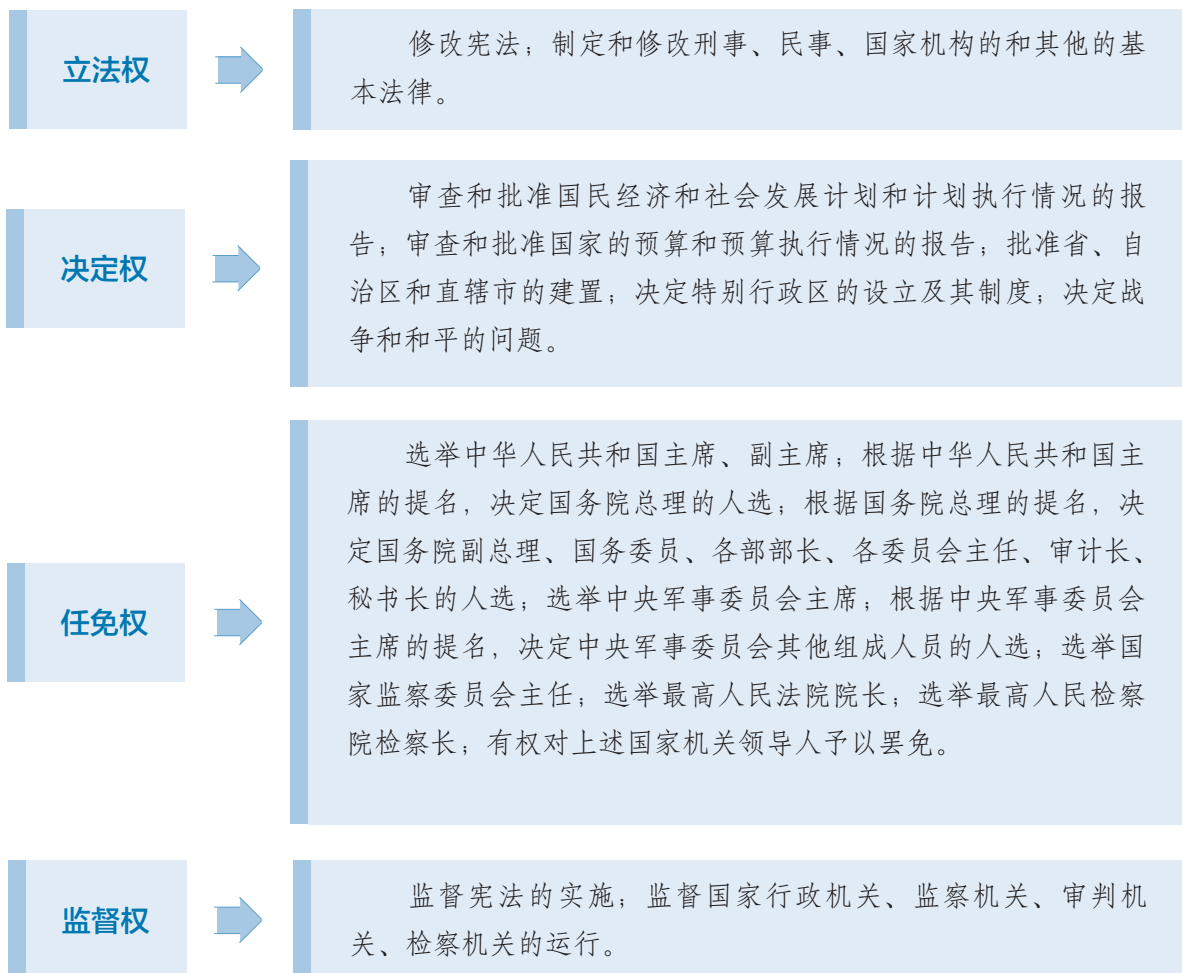 立法权
修改宪法；制定和修改刑事、民事、国家机构的和其他的基
本法律。
决定权
审查和批准国民经济和社会发展计划和计划执行情况的报
告；审查和批准国家的预算和预算执行情况的报告；批准省、自
治区和直辖市的建置；决定特别行政区的设立及其制度；决定战
争和和平的问题。
任免权
选举中华人民共和国主席、副主席；根据中华人民共和国主
席的提名，决定国务院总理的人选；根据国务院总理的提名，决
定国务院副总理、国务委员、各部部长、各委员会主任、审计长、
秘书长的人选；选举中央军事委员会主席；根据中央军事委员会
主席的提名，决定中央军事委员会其他组成人员的人选；选举国
家监察委员会主任；选举最高人民法院院长；选举最高人民检察
院检察长；有权对上述国家机关领导人予以罢免。
监督权
监督宪法的实施；监督国家行政机关、监察机关、审判机
关、检察机关的运行。